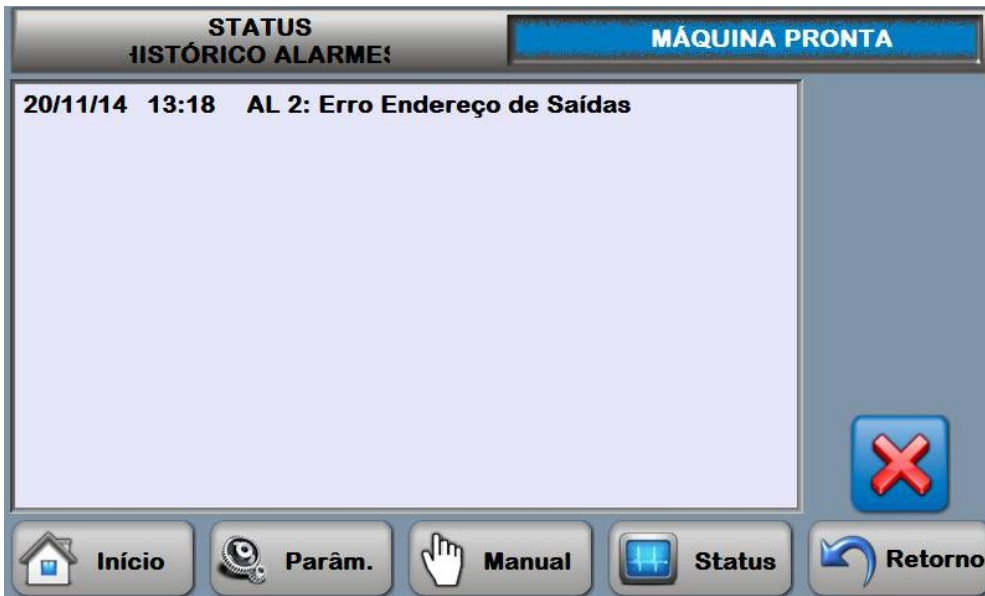 STATUS
HISTÓRICO ALARMES
MÁQUINA PRONTA
20/11/14 13:18 AL 2: Erro Endereço de Saídas
Início
Parâm.
Manual
Status
Retorno